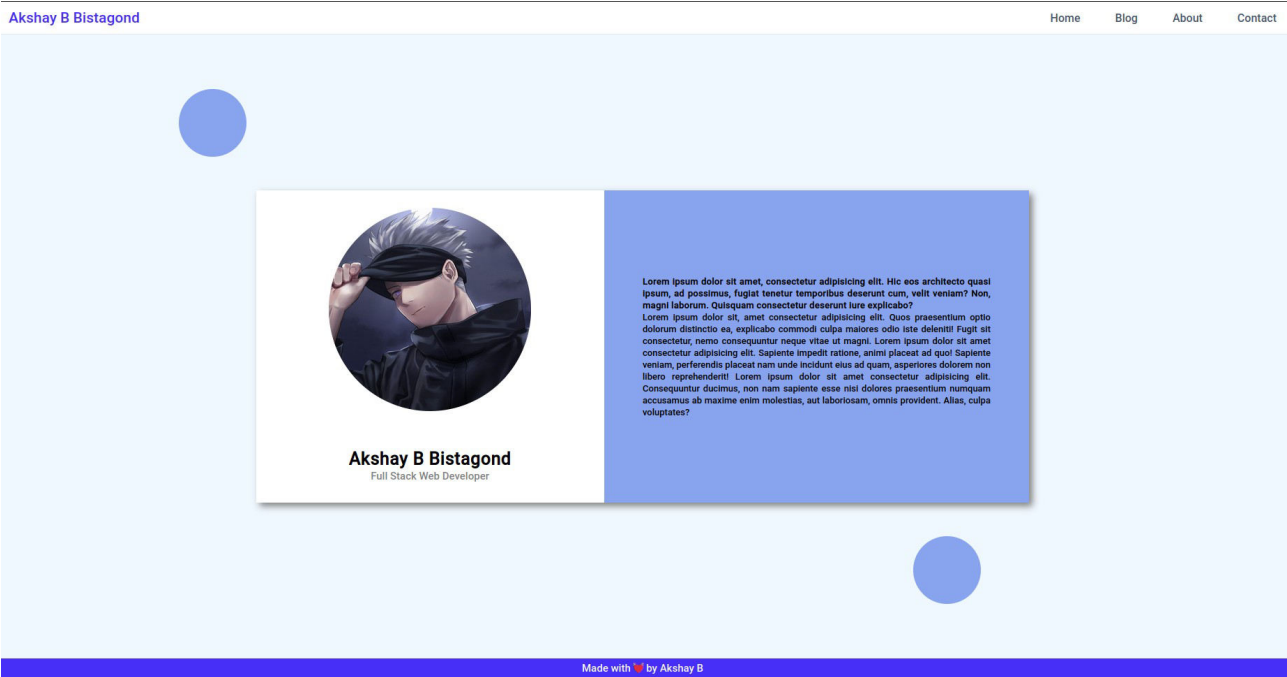 Akshay B Bistagond
Home Blog About Contact
Lorem ipsum dolor sit amet, consectetur adipisicing elit. Hic eos architecto quasi
ipsum, ad possimus, fugiat tenetur temporibus deserunt cum, velit veniam? Non,
magni laborum. Quisquam consectetur deserunt iure explicabo?
Lorem ipsum dolor sit, amet consectetur adipisicing elit. Quos praesentium optio
dolorum distinctio ea, explicabo commodi culpa maiores odio iste deleniti! Fugit sit
consectetur, nemo consequuntur neque vitae ut magni. Lorem ipsum dolor sit amet
consectetur adipisicing elit. Sapiente impedit ratione, animi placeat ad quo! Sapiente
veniam, perferendis placeat nam unde incidunt eius ad quam, asperiores dolorem non
libero reprehenderit! Lorem ipsum dolor sit amet consectetur adipisicing elit.
Consequuntur ducimus, non nam sapiente esse nisi dolores praesentium numquam
accusamus ab maxime enim molestias, aut laboriosam, omnis provident. Alias, culpa
voluptates?
Akshay B Bistagond
Full Stack Web Developer
Made with 💓 by Akshay B